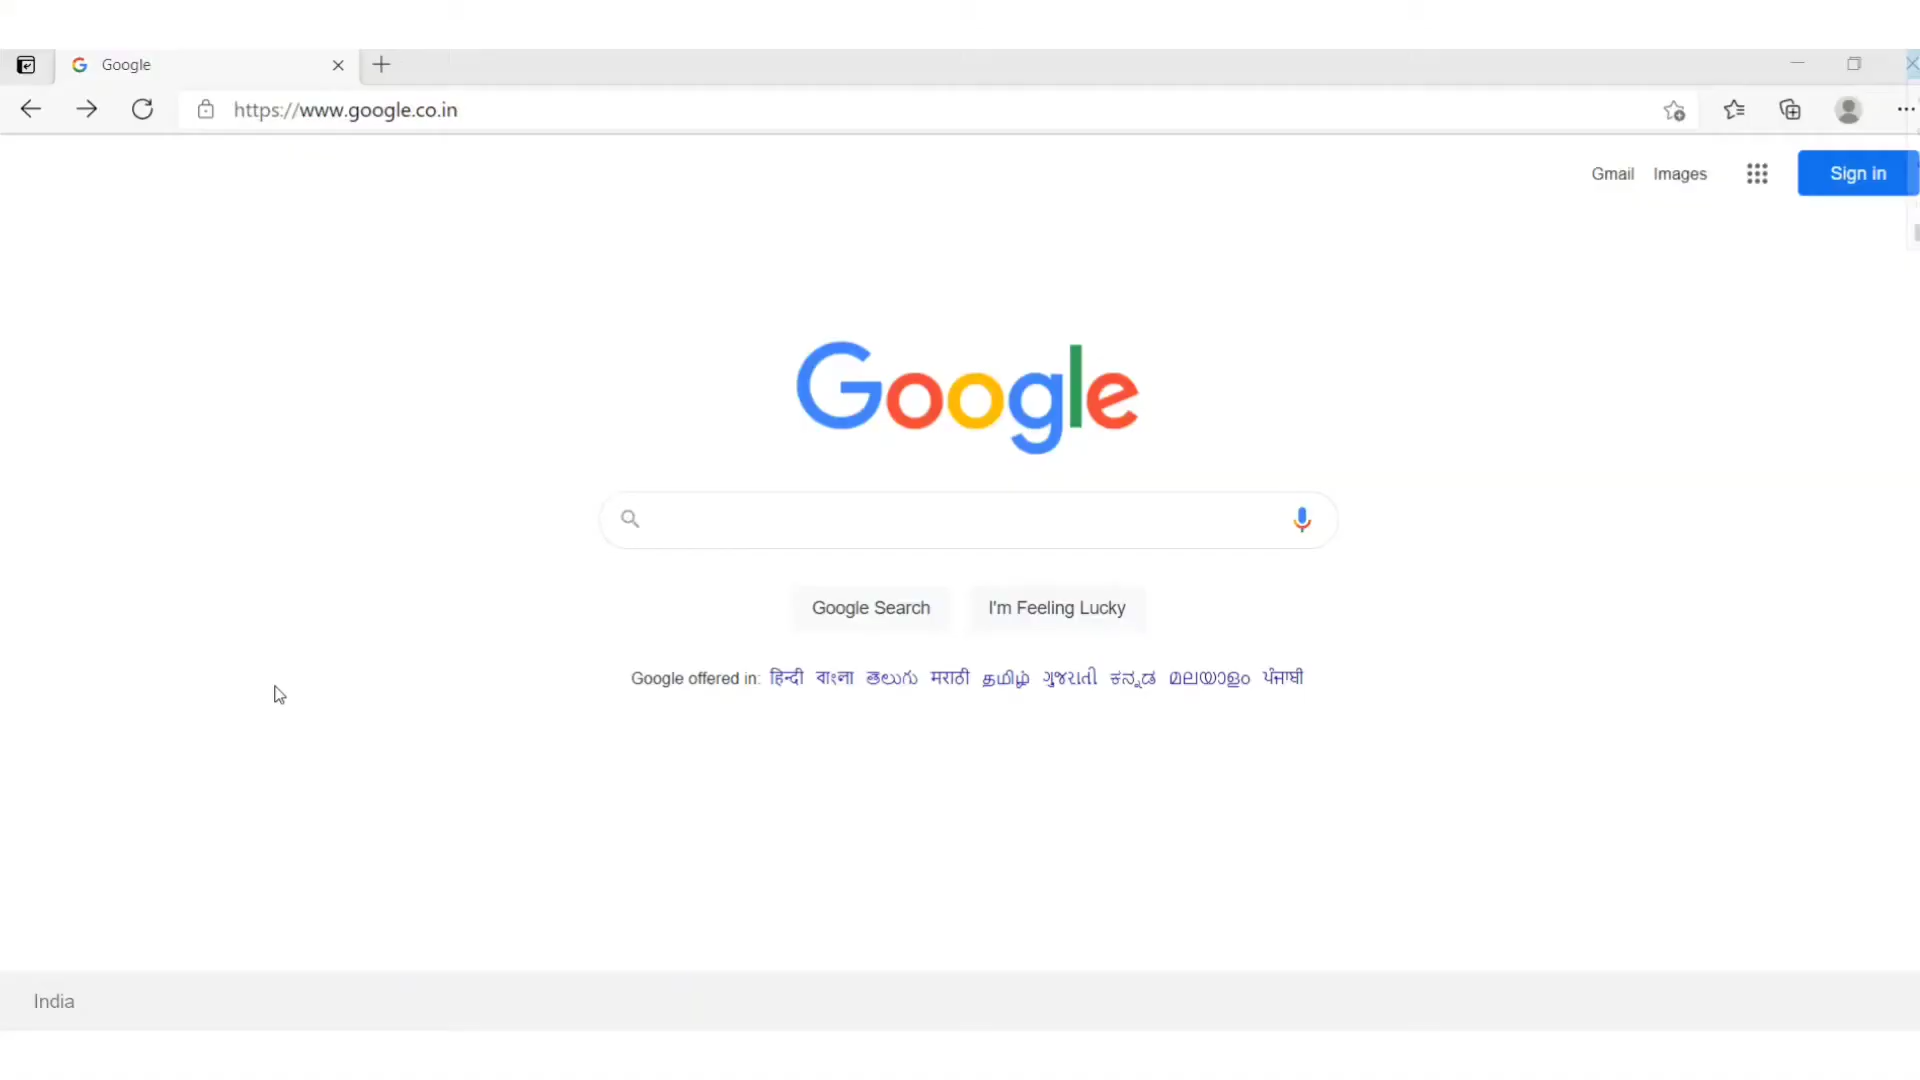 Google
https://www.google.co.in
Gmail Images Sign in
Google
Google Search I'm Feeling Lucky
Google offered in: हिन्दी বাংলা తెలుగు मराठी தமிழ் ગુજરાતી ಕನ್ನಡ മലയാളം ਪੰਜਾਬੀ
India